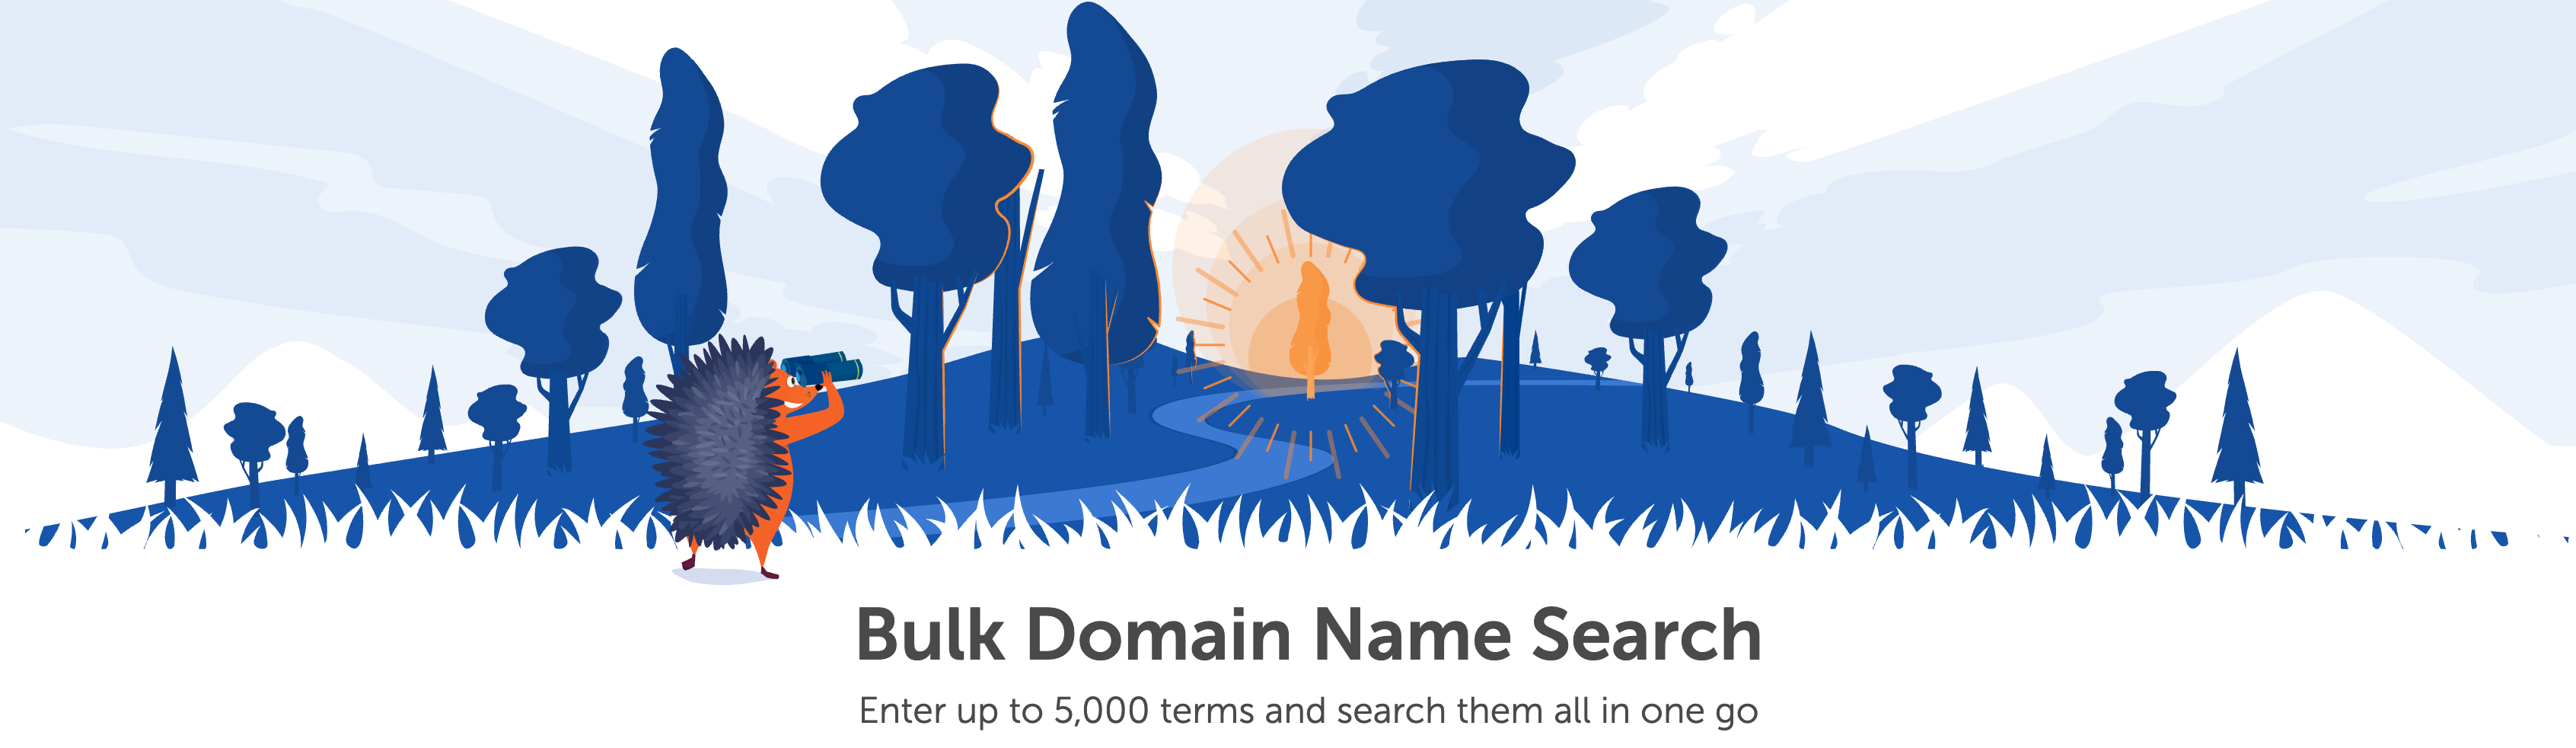 Bulk Domain Name Search
Enter up to 5,000 terms and search them all in one go